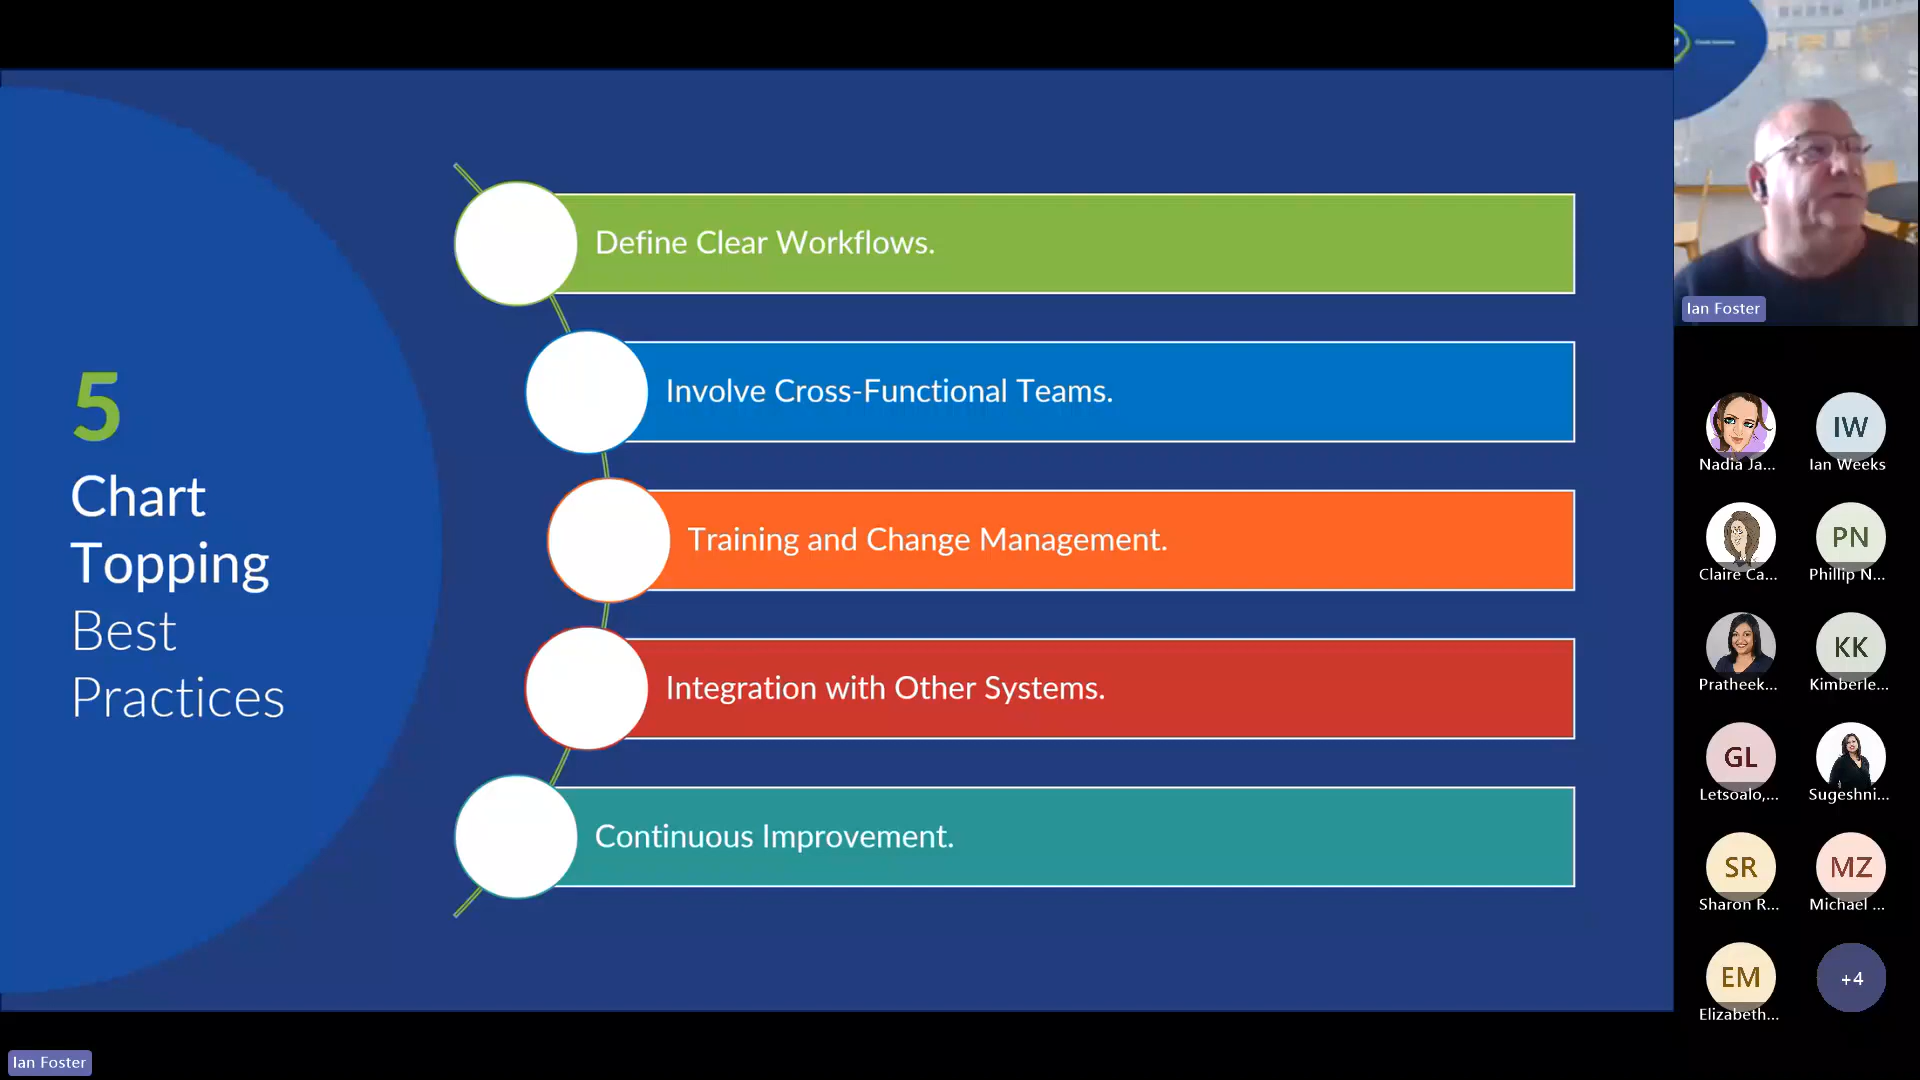 5
Chart
Topping
Best
Practices
Define Clear Workflows.
Involve Cross-Functional Teams.
Training and Change Management.
Integration with Other Systems.
Continuous Improvement.
Ian Foster
Nadia Ja...
IW
Ian Weeks
Claire Ca...
PN
Phillip N...
Pratheek...
KK
Kimberle...
GL
Letsoalo,...
Sugeshni...
SR
Sharon R...
MZ
Michael ...
EM
Elizabeth...
+4
Ian Foster